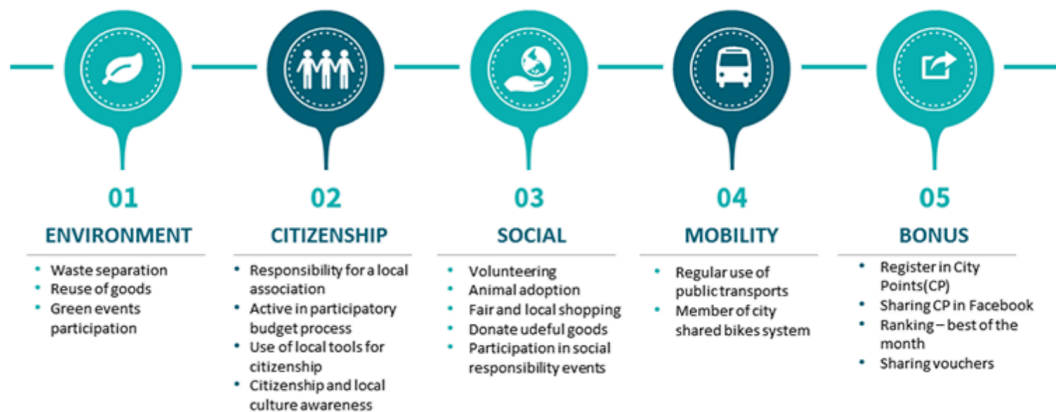 01
ENVIRONMENT
• Waste separation
• Reuse of goods
• Green events
participation
02
CITIZENSHIP
• Responsibility for a local
association
• Active in participatory
budget process
• Use of local tools for
citizenship
• Citizenship and local
culture awareness
03
SOCIAL
• Volunteering
• Animal adoption
• Fair and local shopping
• Donate udeful goods
• Participation in social
responsibility events
04
MOBILITY
• Regular use of
public transports
• Member of city
shared bikes system
05
BONUS
• Register in City
Points(CP)
• Sharing CP in Facebook
• Ranking – best of the
month
• Sharing vouchers